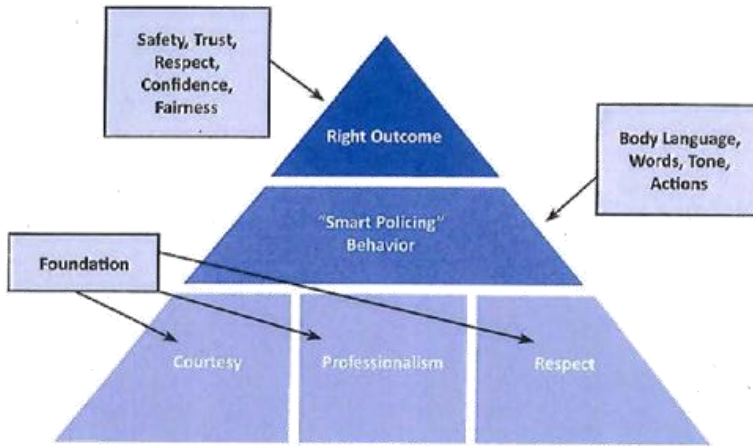 Safety, Trust,
Respect,
Confidence,
Fairness
Right Outcome
Body Language,
Words, Tone,
Actions
"Smart Policing"
Behavior
Foundation
Courtesy
Professionalism
Respect